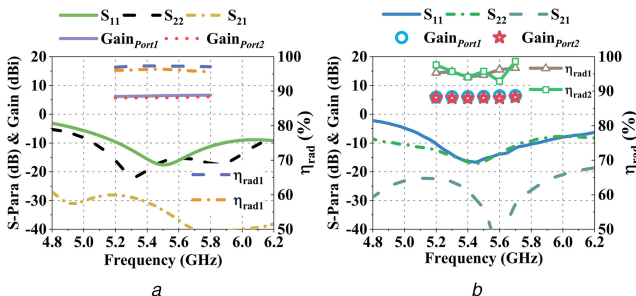 S11 S22 S21
GainPort1 GainPort2
S-Para (dB) & Gain (dBi)
20
10
0
-10
-20
-30
-40
100
90
80
70
60
50
ηrad (%)
ηrad1
ηrad1
4.8 5.0 5.2 5.4 5.6 5.8 6.0 6.2
Frequency (GHz)
a
S11 S22 S21
GainPort1 GainPort2
S-Para (dB) & Gain (dBi)
20
10
0
-10
-20
-30
-40
100
90
80
70
60
50
ηrad (%)
ηrad1
ηrad2
4.8 5.0 5.2 5.4 5.6 5.8 6.0 6.2
Frequency (GHz)
b